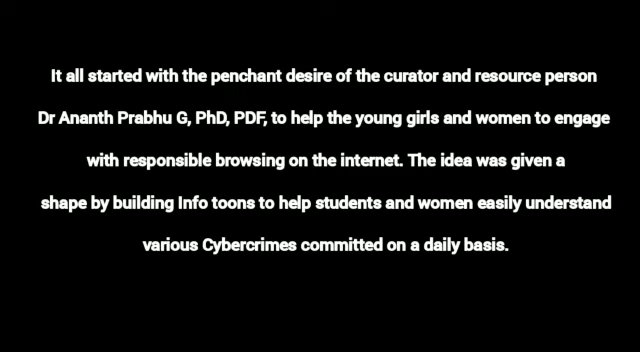 It all started with the penchant desire of the curator and resource person
Dr Ananth Prabhu G, PhD, PDF, to help the young girls and women to engage
with responsible browsing on the internet. The idea was given a
shape by building Info toons to help students and women easily understand
various Cybercrimes committed on a daily basis.